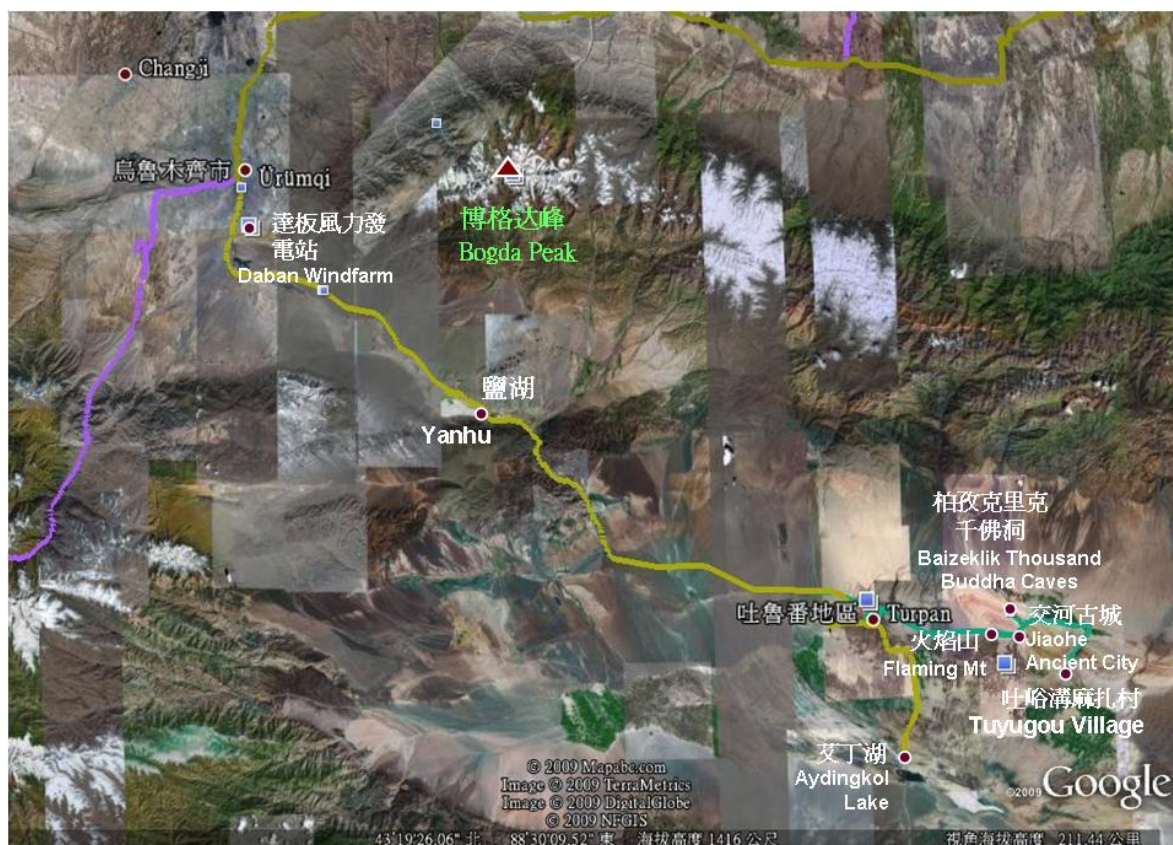 Changji
烏魯木齊市
Ürümqi
達板風力發
電站
Daban Windfarm
博格达峰
Bogda Peak
鹽湖
Yanhu
柏孜克里克
千佛洞
Baizeklik Thousand
Buddha Caves
吐魯番地區 Turpan
火焰山
Flaming Mt
交河古城
Jiaohe
Ancient City
吐峪溝麻扎村
Tuyugou Village
艾丁湖
Aydingkol
Lake
© 2009 Mapabc.com
Image © 2009 TerraMetrics
Image © 2009 DigitalGlobe
© 2009 NFGIS
©2009 Google
43°19'26.06" 北 88°30'09.52" 東 海拔高度 1416 公尺 視角海拔高度 211.44 公里